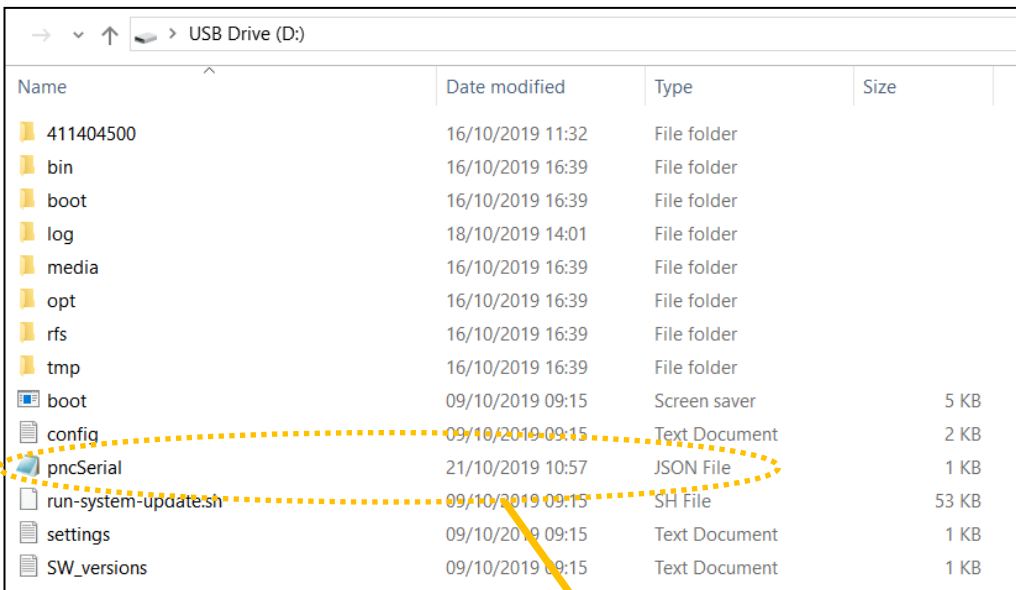 USB Drive (D:)
Name Date modified Type Size
411404500 16/10/2019 11:32 File folder
bin 16/10/2019 16:39 File folder
boot 16/10/2019 16:39 File folder
log 18/10/2019 14:01 File folder
media 16/10/2019 16:39 File folder
opt 16/10/2019 16:39 File folder
rfs 16/10/2019 16:39 File folder
tmp 16/10/2019 16:39 File folder
boot 09/10/2019 09:15 Screen saver 5 KB
config 09/10/2019 09:15 Text Document 2 KB
pncSerial 21/10/2019 10:57 JSON File 1 KB
run-system-update.sh 09/10/2019 09:15 SH File 53 KB
settings 09/10/2019 09:15 Text Document 1 KB
SW_versions 09/10/2019 09:15 Text Document 1 KB